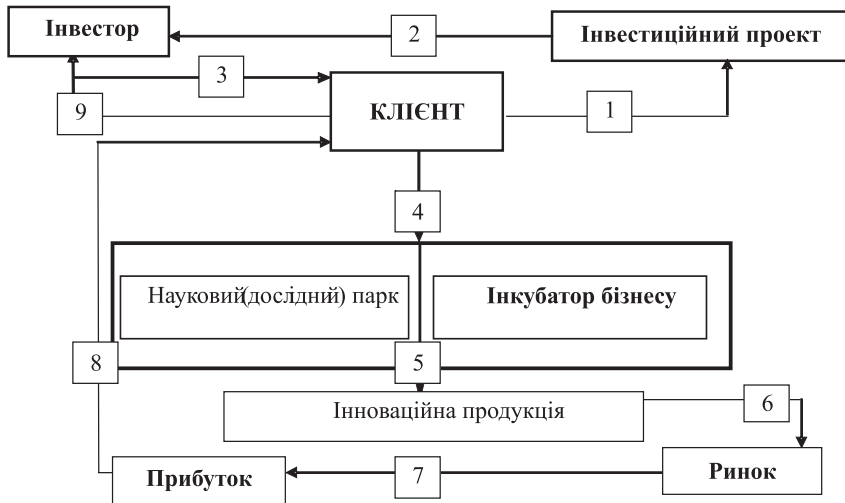 Інвестор
2
Інвестиційний проект
3
9
КЛІЄНТ
1
4
Науковий(дослідний) парк
Інкубатор бізнесу
8
5
Інноваційна продукція
6
Прибуток
7
Ринок